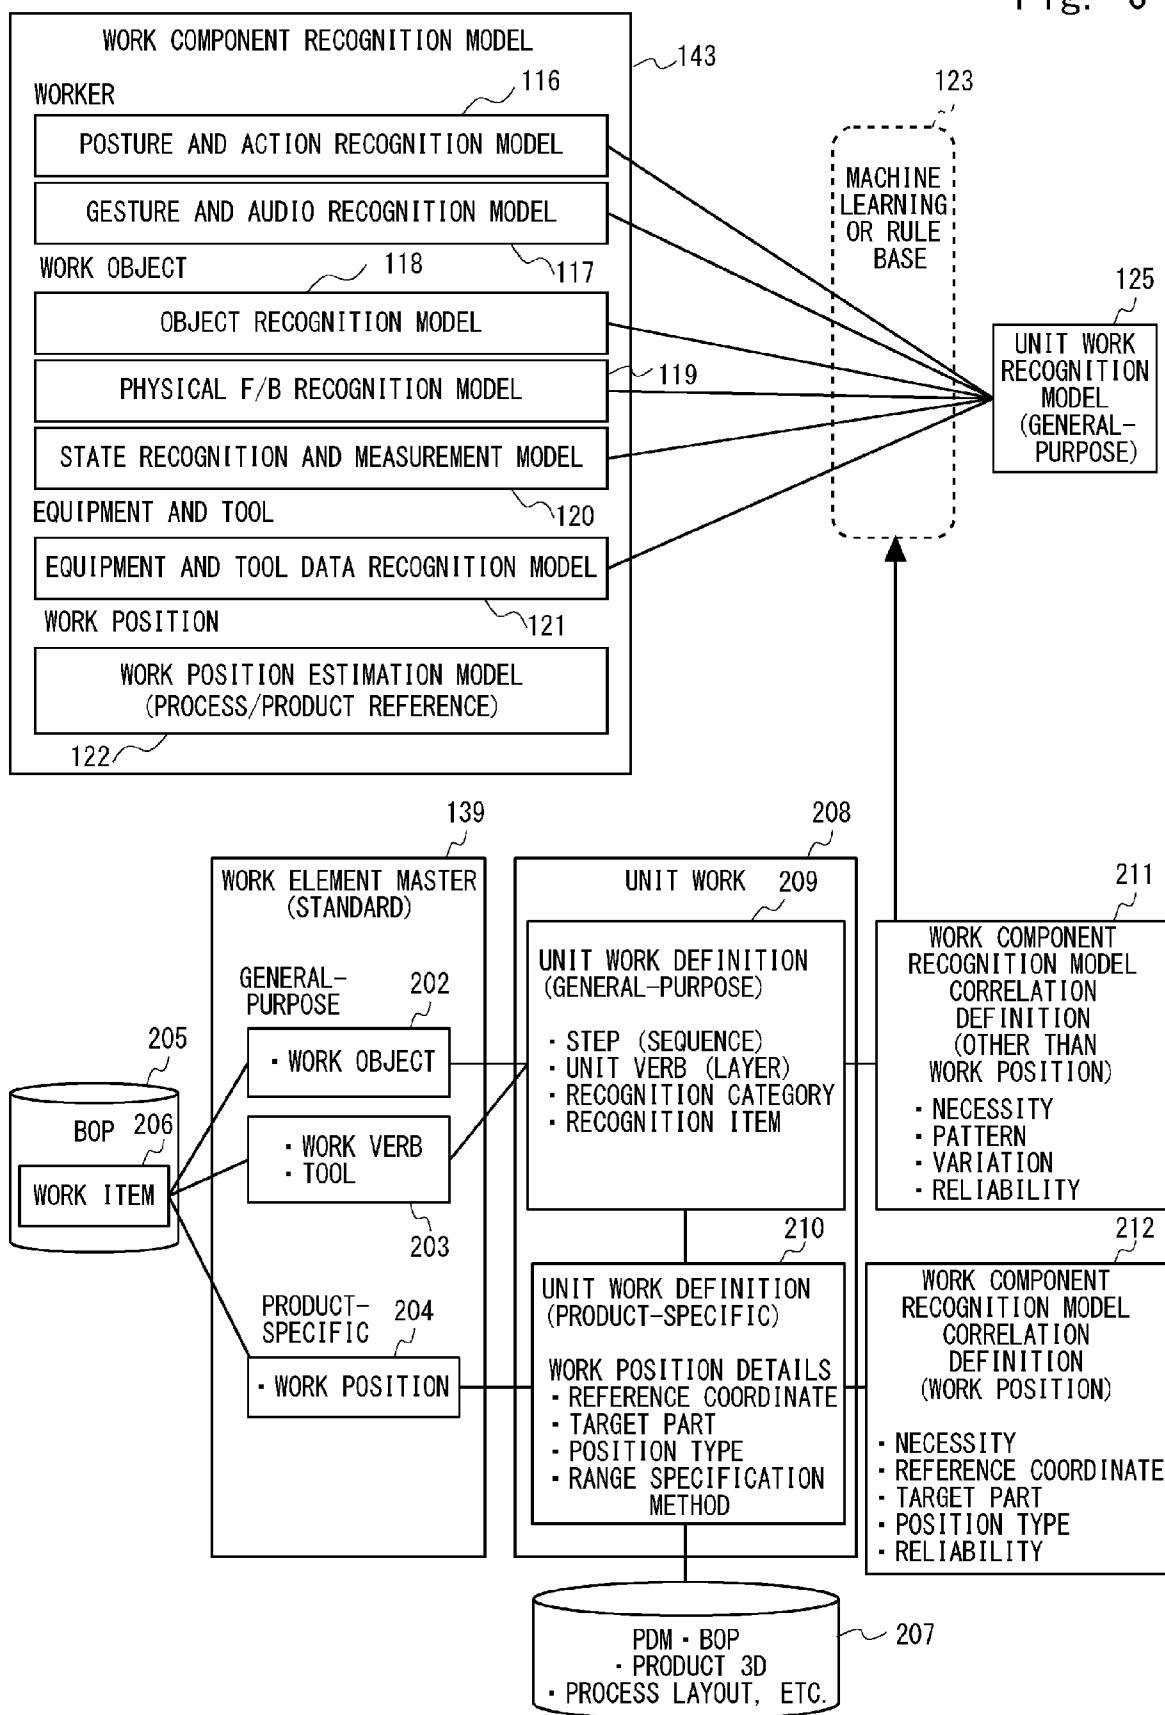 Fig.
WORK COMPONENT RECOGNITION MODEL
143
WORKER
116
POSTURE AND ACTION RECOGNITION MODEL
GESTURE AND AUDIO RECOGNITION MODEL
117
WORK OBJECT
118
OBJECT RECOGNITION MODEL
PHYSICAL F/B RECOGNITION MODEL
119
STATE RECOGNITION AND MEASUREMENT MODEL
120
EQUIPMENT AND TOOL
EQUIPMENT AND TOOL DATA RECOGNITION MODEL
121
WORK POSITION
WORK POSITION ESTIMATION MODEL
(PROCESS/PRODUCT REFERENCE)
122
123
MACHINE
LEARNING
OR RULE
BASE
125
UNIT WORK
RECOGNITION
MODEL
(GENERAL-
PURPOSE)
205
BOP
206
WORK ITEM
139
WORK ELEMENT MASTER
(STANDARD)
GENERAL-
PURPOSE
202
・WORK OBJECT
・WORK VERB
・TOOL
203
PRODUCT-
SPECIFIC
204
・WORK POSITION
208
UNIT WORK
209
UNIT WORK DEFINITION
(GENERAL-PURPOSE)
・STEP (SEQUENCE)
・UNIT VERB (LAYER)
・RECOGNITION CATEGORY
・RECOGNITION ITEM
210
UNIT WORK DEFINITION
(PRODUCT-SPECIFIC)
WORK POSITION DETAILS
・REFERENCE COORDINATE
・TARGET PART
・POSITION TYPE
・RANGE SPECIFICATION
METHOD
211
WORK COMPONENT
RECOGNITION MODEL
CORRELATION
DEFINITION
(OTHER THAN
WORK POSITION)
・NECESSITY
・PATTERN
・VARIATION
・RELIABILITY
212
WORK COMPONENT
RECOGNITION MODEL
CORRELATION
DEFINITION
(WORK POSITION)
・NECESSITY
・REFERENCE COORDINATE
・TARGET PART
・POSITION TYPE
・RELIABILITY
207
PDM・BOP
・PRODUCT 3D
・PROCESS LAYOUT, ETC.